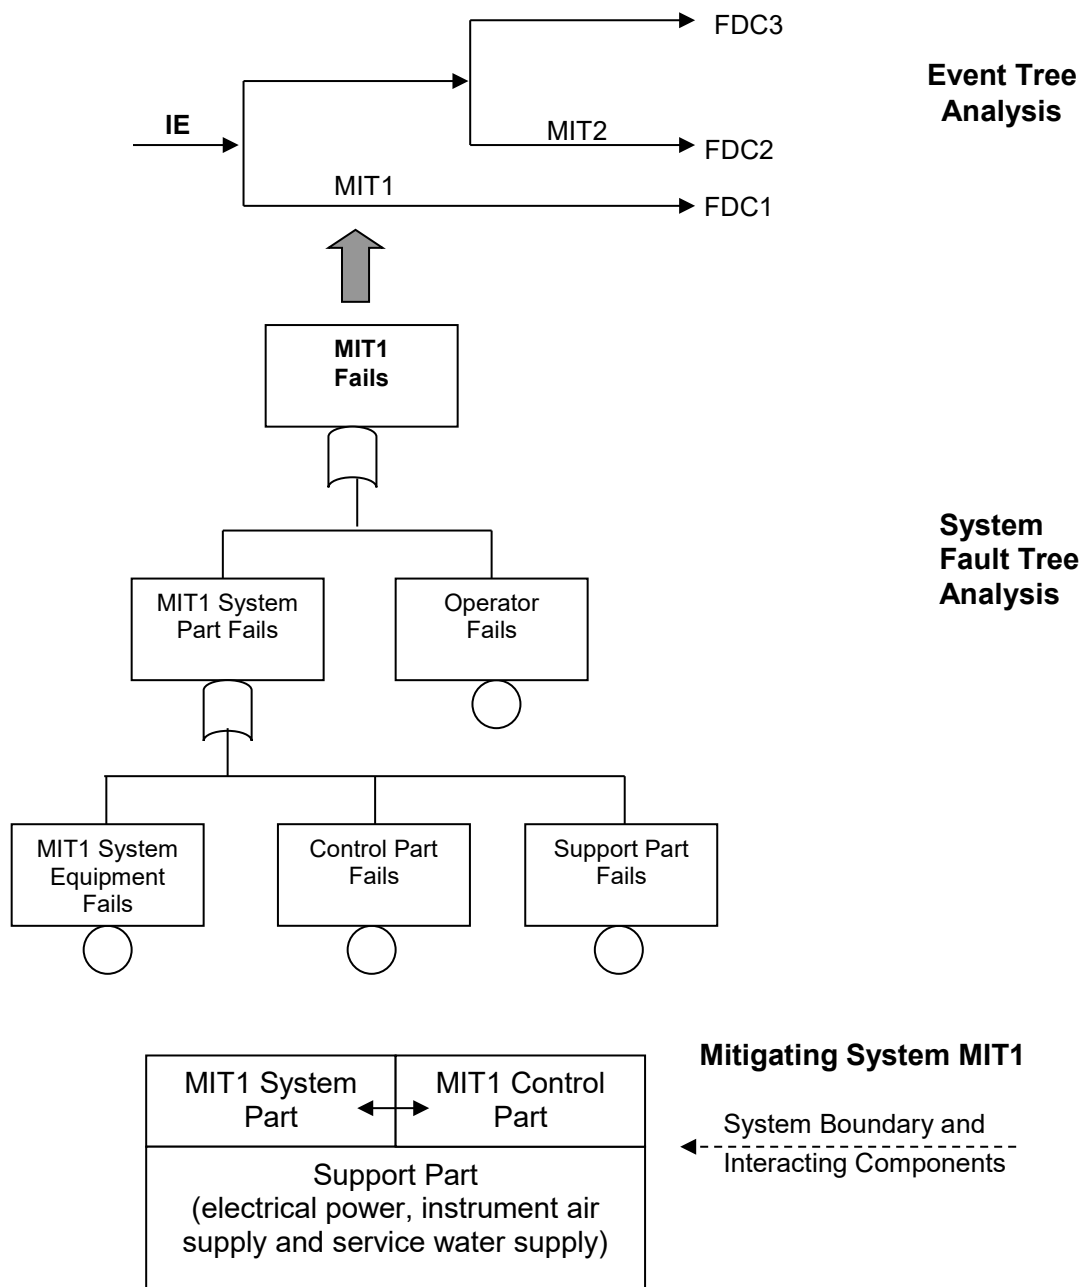 FDC3
Event Tree
Analysis
IE
MIT2
FDC2
MIT1
FDC1
MIT1
Fails
System
Fault Tree
Analysis
MIT1 System
Part Fails
Operator
Fails
MIT1 System
Equipment
Fails
Control Part
Fails
Support Part
Fails
Mitigating System MIT1
MIT1 System
Part
MIT1 Control
Part
System Boundary and
Interacting Components
Support Part
(electrical power, instrument air
supply and service water supply)